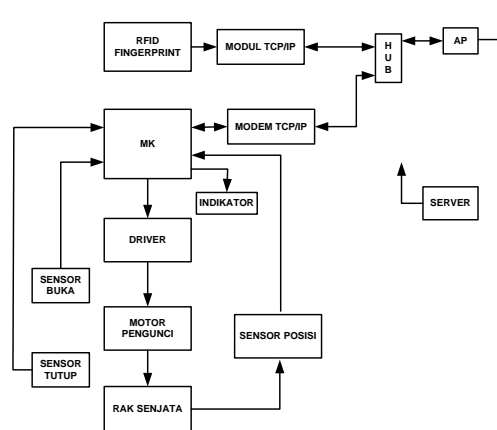 RFID
FINGERPRINT
MODUL TCP/IP
H
U
B
AP
MK
MODEM TCP/IP
INDIKATOR
SERVER
DRIVER
SENSOR
BUKA
MOTOR
PENGUNCI
SENSOR POSISI
SENSOR
TUTUP
RAK SENJATA